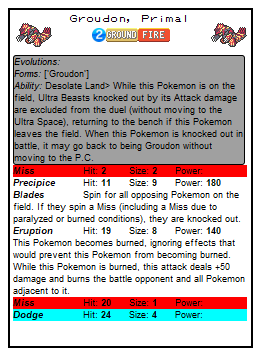 Groudon, Primal
2 GROUND FIRE
Evolutions:
Forms: ['Groudon']
Ability: Desolate Land> While this Pokemon is on the
field, Ultra Beasts knocked out by its Attack damage
are excluded from the duel (without moving to the
Ultra Space), returning to the bench if this Pokemon
leaves the field. When this Pokemon is knocked out in
battle, it may go back to being Groudon without
moving to the P.C.
Miss Hit: 2 Size: 2 Power:
Precipice Hit: 11 Size: 9 Power: 180
Blades Spin for all opposing Pokemon on the
field. If they spin a Miss (including a Miss due to
paralyzed or burned conditions), they are knocked out.
Eruption Hit: 19 Size: 8 Power: 140
This Pokemon becomes burned, ignoring effects that
would prevent this Pokemon from becoming burned.
While this Pokemon is burned, this attack deals +50
damage and burns the battle opponent and all Pokemon
adjacent to it.
Miss Hit: 20 Size: 1 Power:
Dodge Hit: 24 Size: 4 Power: